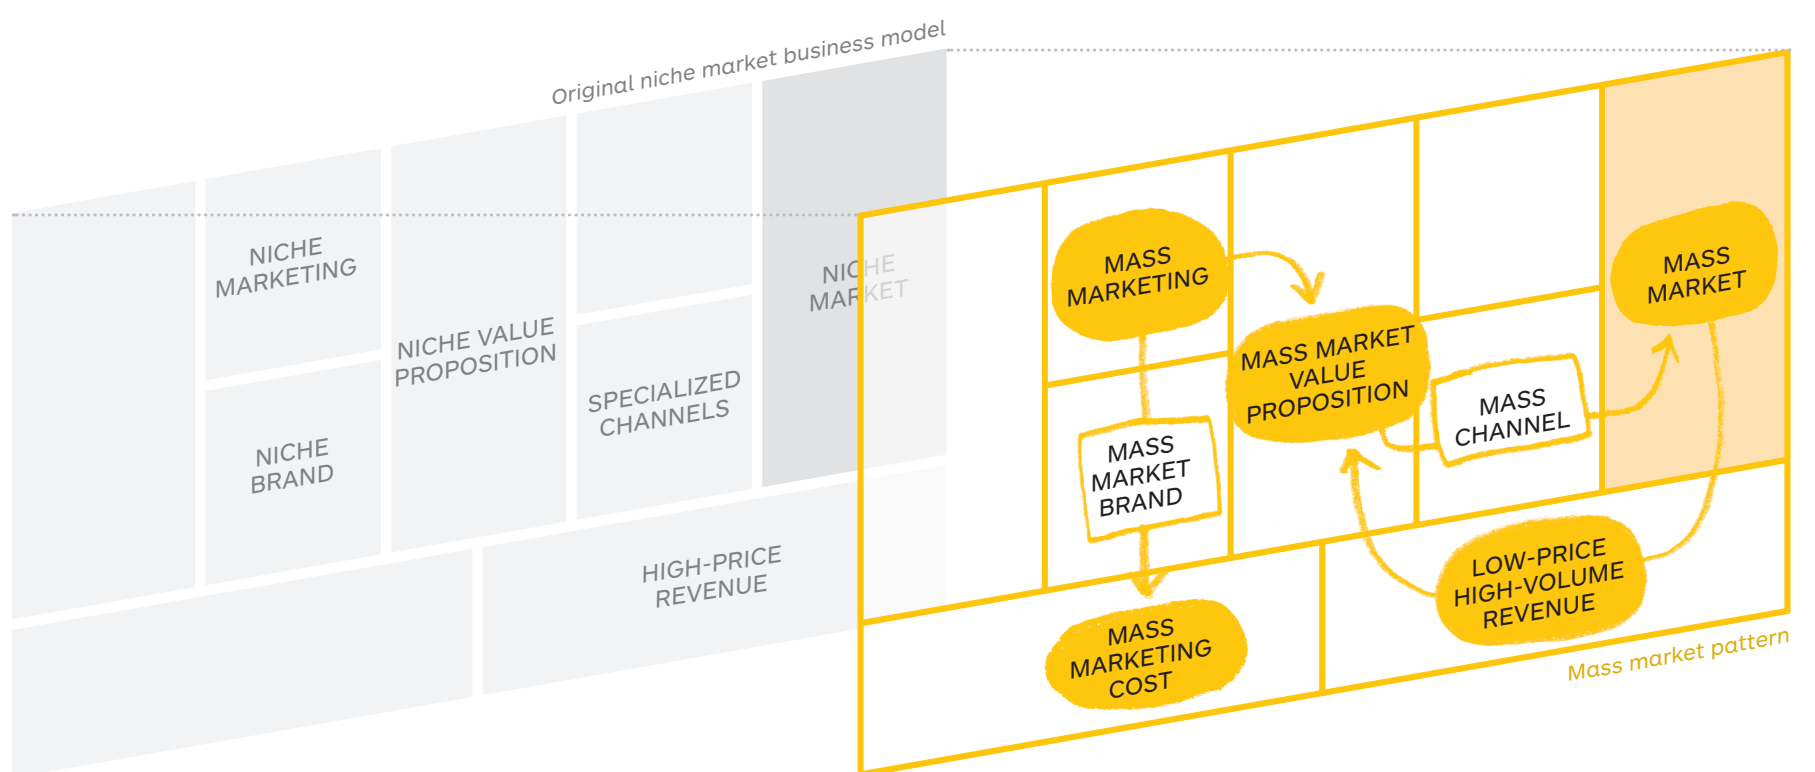 Original niche market business model
NICHE
MARKETING
NICHE
BRAND
NICHE VALUE
PROPOSITION
SPECIALIZED
CHANNELS
NICHE
MARKET
HIGH-PRICE
REVENUE
MASS
MARKETING
MASS
MARKET
BRAND
MASS
MARKETING
COST
MASS MARKET
VALUE
PROPOSITION
MASS
CHANNEL
MASS
MARKET
LOW-PRICE
HIGH-VOLUME
REVENUE
Mass market pattern